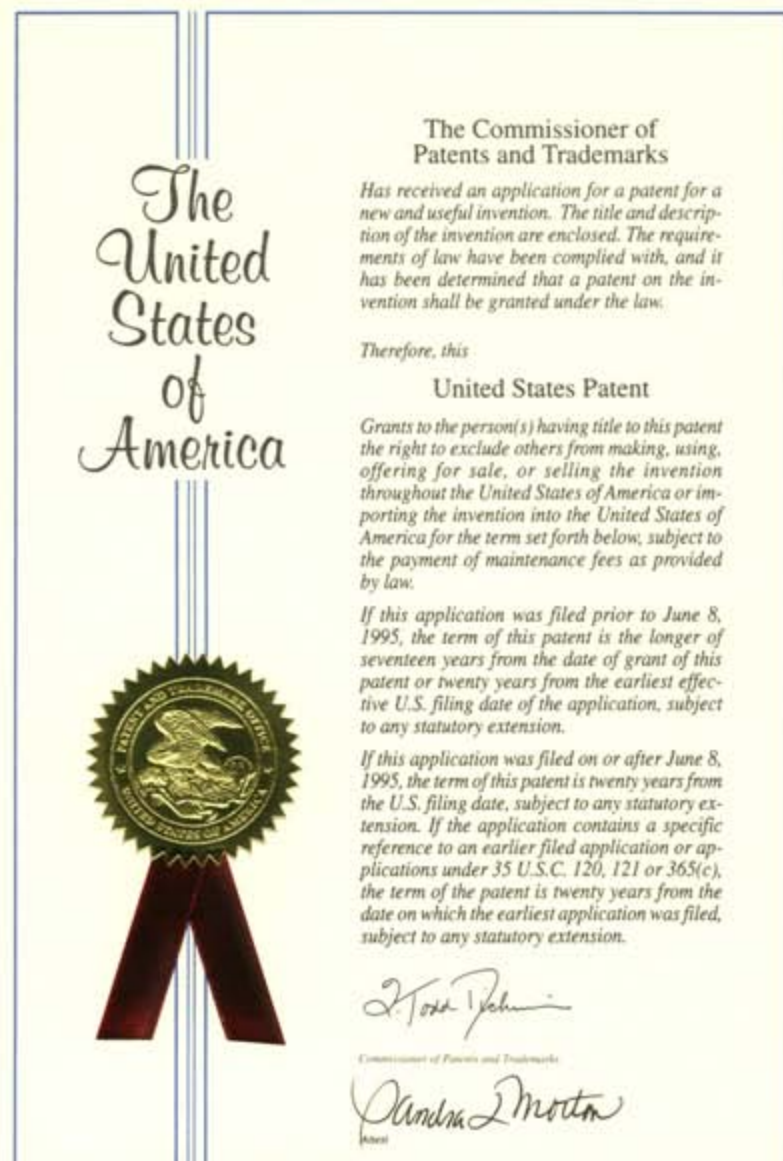 The
United
States
of
America
The Commissioner of
Patents and Trademarks
Has received an application for a patent for a
new and useful invention. The title and descrip-
tion of the invention are enclosed. The require-
ments of law have been complied with, and it
has been determined that a patent on the in-
vention shall be granted under the law.
Therefore, this
United States Patent
Grants to the person(s) having title to this patent
the right to exclude others from making, using,
offering for sale, or selling the invention
throughout the United States of America or im-
porting the invention into the United States of
America for the term set forth below, subject to
the payment of maintenance fees as provided
by law.
If this application was filed prior to June 8,
1995, the term of this patent is the longer of
seventeen years from the date of grant of this
patent or twenty years from the earliest effec-
tive U.S. filing date of the application, subject
to any statutory extension.
If this application was filed on or after June 8,
1995, the term of this patent is twenty years from
the U.S. filing date, subject to any statutory ex-
tension. If the application contains a specific
reference to an earlier filed application or ap-
plications under 35 U.S.C. 120, 121 or 365(c),
the term of the patent is twenty years from the
date on which the earliest application was filed,
subject to any statutory extension.
Q. Todd
Commissioner of Patents and Trademarks
Sandra L Morton
Attest
PATENT AND TRADEMARK OFFICE
UNITED STATES OF AMERICA